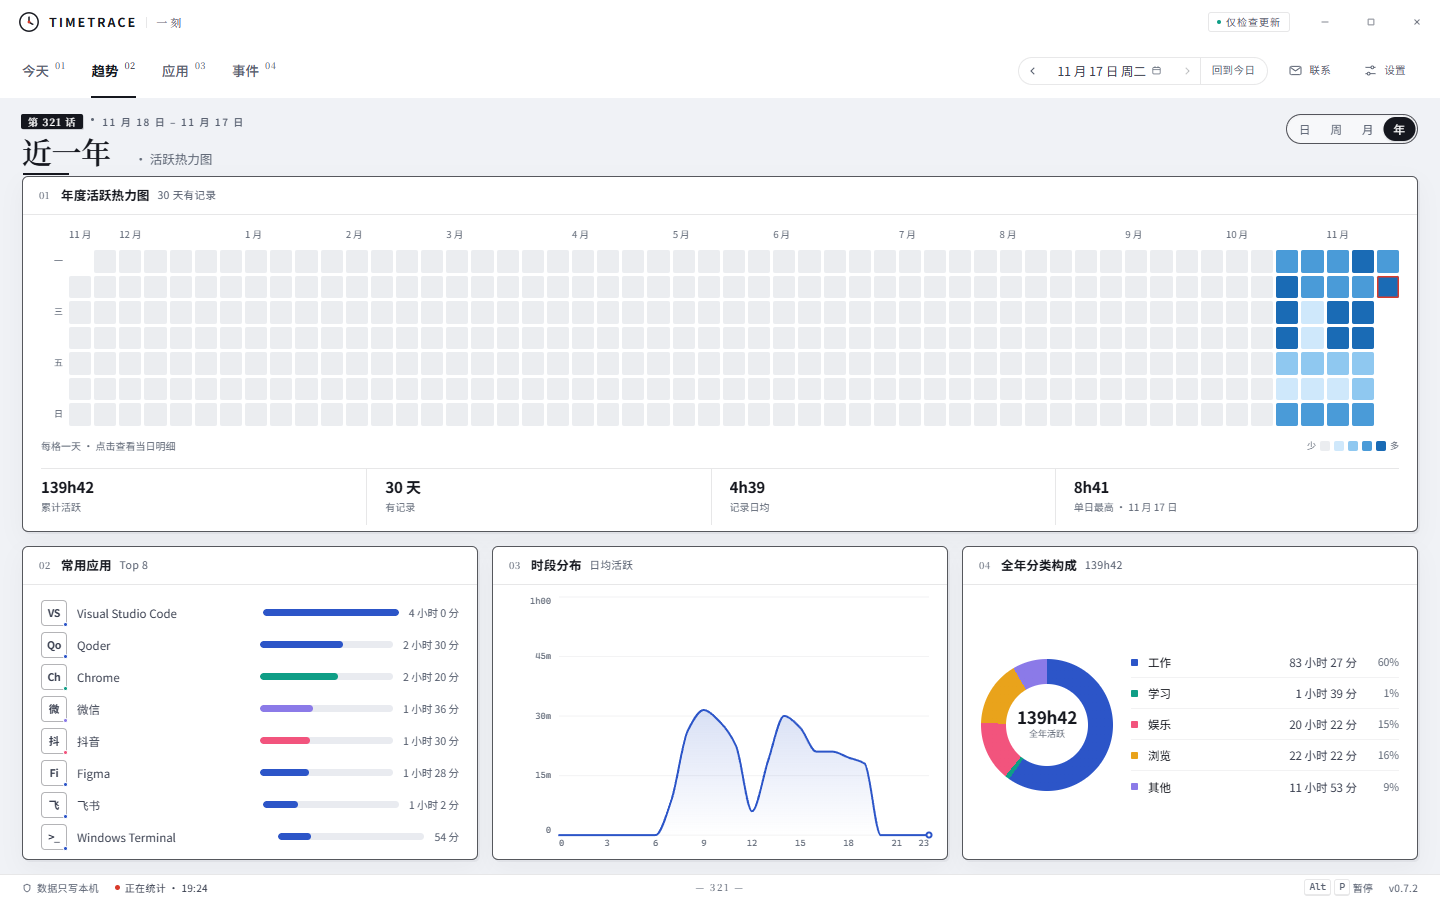 TIMETRACE 一刻
仅检查更新
今天 01 趋势 02 应用 03 事件 04
11 月 17 日 周二 回到今日 联系 设置
第 321 话 • 11 月 18 日 – 11 月 17 日
近一年 • 活跃热力图
日 周 月 年
01 年度活跃热力图 30 天有记录
11月 12月 1月 2月 3月 4月 5月 6月 7月 8月 9月 10月 11月
一
三
五
日
每格一天 • 点击查看当日明细
少 多
139h42 30 天 4h39 8h41
累计活跃 有记录 记录日均 单日最高 • 11 月 17 日
02 常用应用 Top 8
VS Visual Studio Code 4 小时 0 分
Qo Qoder 2 小时 30 分
Ch Chrome 2 小时 20 分
微 微信 1 小时 36 分
抖 抖音 1 小时 30 分
Fi Figma 1 小时 28 分
飞 飞书 1 小时 2 分
>_ Windows Terminal 54 分
03 时段分布 日均活跃
1h00
45m
30m
15m
0
0 3 6 9 12 15 18 21 23
04 全年分类构成 139h42
139h42
全年活跃
工作 83 小时 27 分 60%
学习 1 小时 39 分 1%
娱乐 20 小时 22 分 15%
浏览 22 小时 22 分 16%
其他 11 小时 53 分 9%
数据只写本机 正在统计 • 19:24
— 321 —
Alt P 暂停 v0.7.2